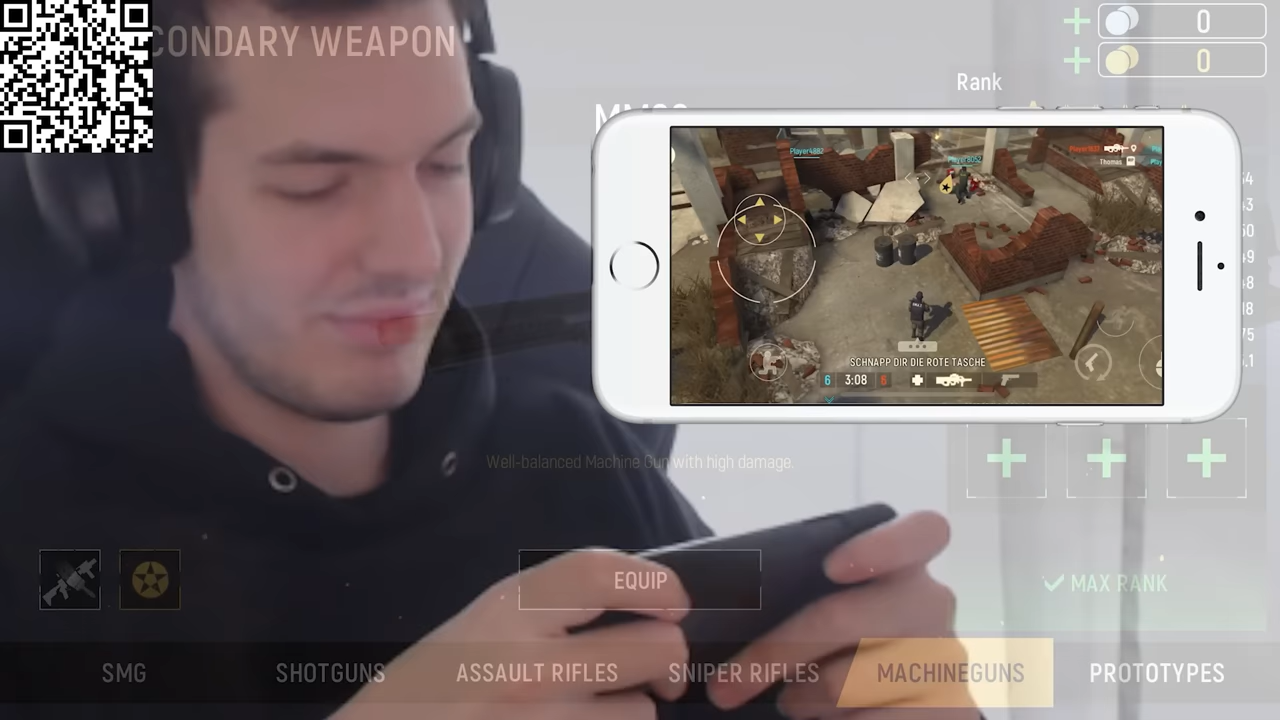 CONDARY WEAPON
0
0
Rank
Player4882
Player8052
Thomas
SCHNAPP DIR DIE ROTE TASCHE
6 3:08 8
Well-balanced Machine Gun with high damage.
EQUIP
MAX RANK
SMG SHOTGUNS ASSAULT RIFLES SNIPER RIFLES MACHINEGUNS PROTOTYPES